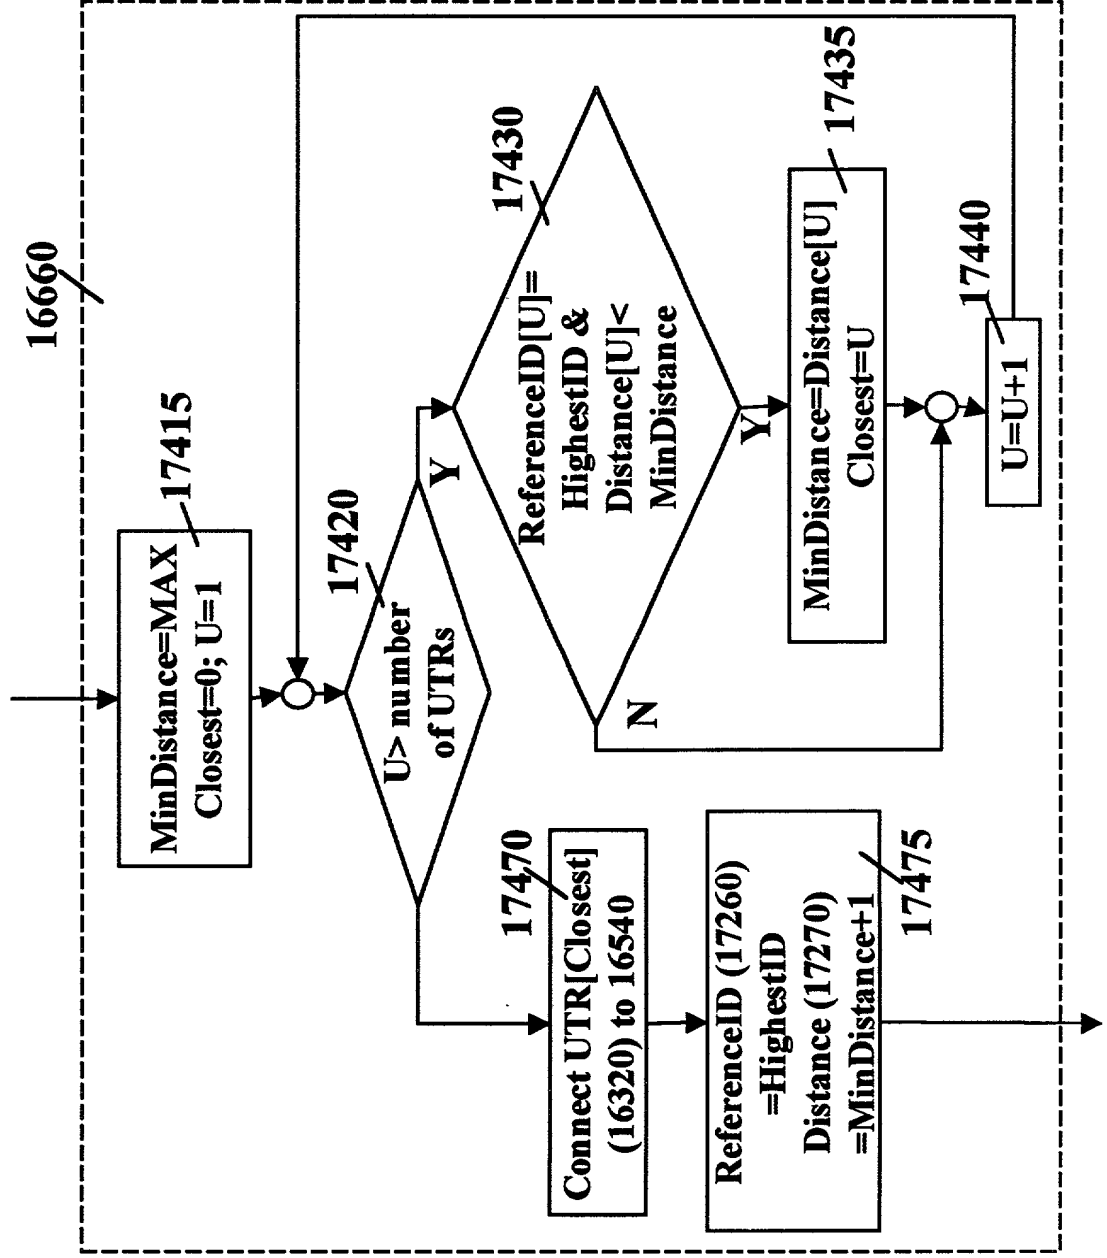 16660
17415
MinDistance=MAX
Closest=0; U=1
17420
U> number
of UTRs
Y
17430
ReferenceID[U]=
HighestID &
Distance[U]<
MinDistance
Y
N
17435
MinDistance=Distance[U]
Closest=U
17440
U=U+1
17470
Connect UTR[Closest]
(16320) to 16540
ReferenceID (17260)
=HighestID
Distance (17270)
=MinDistance+1
17475